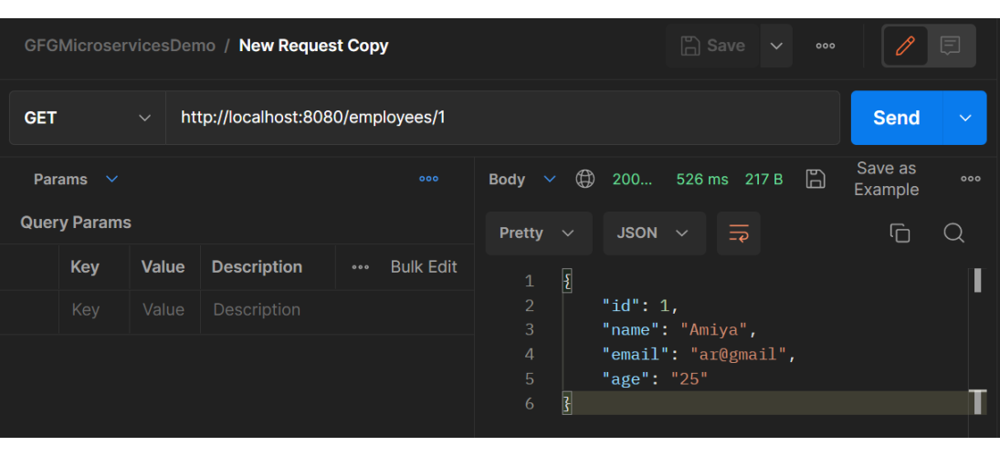 GFGMicroservicesDemo / New Request Copy
Save
GET
http://localhost:8080/employees/1
Send
Params
Query Params
Key Value Description Bulk Edit
Key Value Description
Body 200... 526 ms 217 B Save as Example
Pretty JSON
1 {
2 "id": 1,
3 "name": "Amiya",
4 "email": "ar@gmail",
5 "age": "25"
6 }